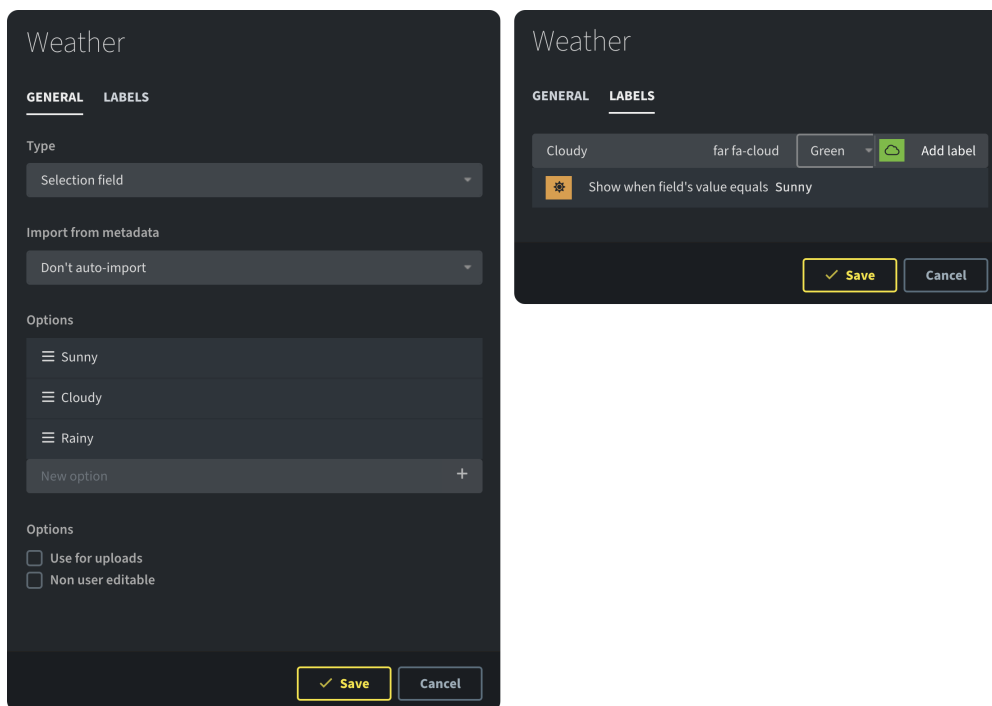 Weather
GENERAL LABELS
Type
Selection field
Import from metadata
Don't auto-import
Options
Sunny
Cloudy
Rainy
New option
Options
Use for uploads
Non user editable
Save Cancel
Weather
GENERAL LABELS
Cloudy far fa-cloud Green Add label
Show when field's value equals Sunny
Save Cancel